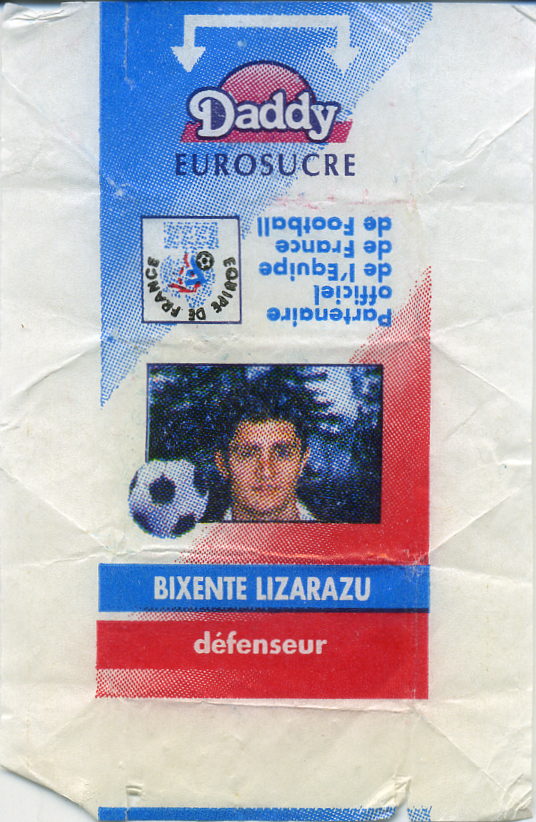 Daddy
EUROSUCRE
Partenaire
officiel
de l'Equipe
de France
de Football
EQUIPE DE FRANCE
BIXENTE LIZARAZU
défenseur